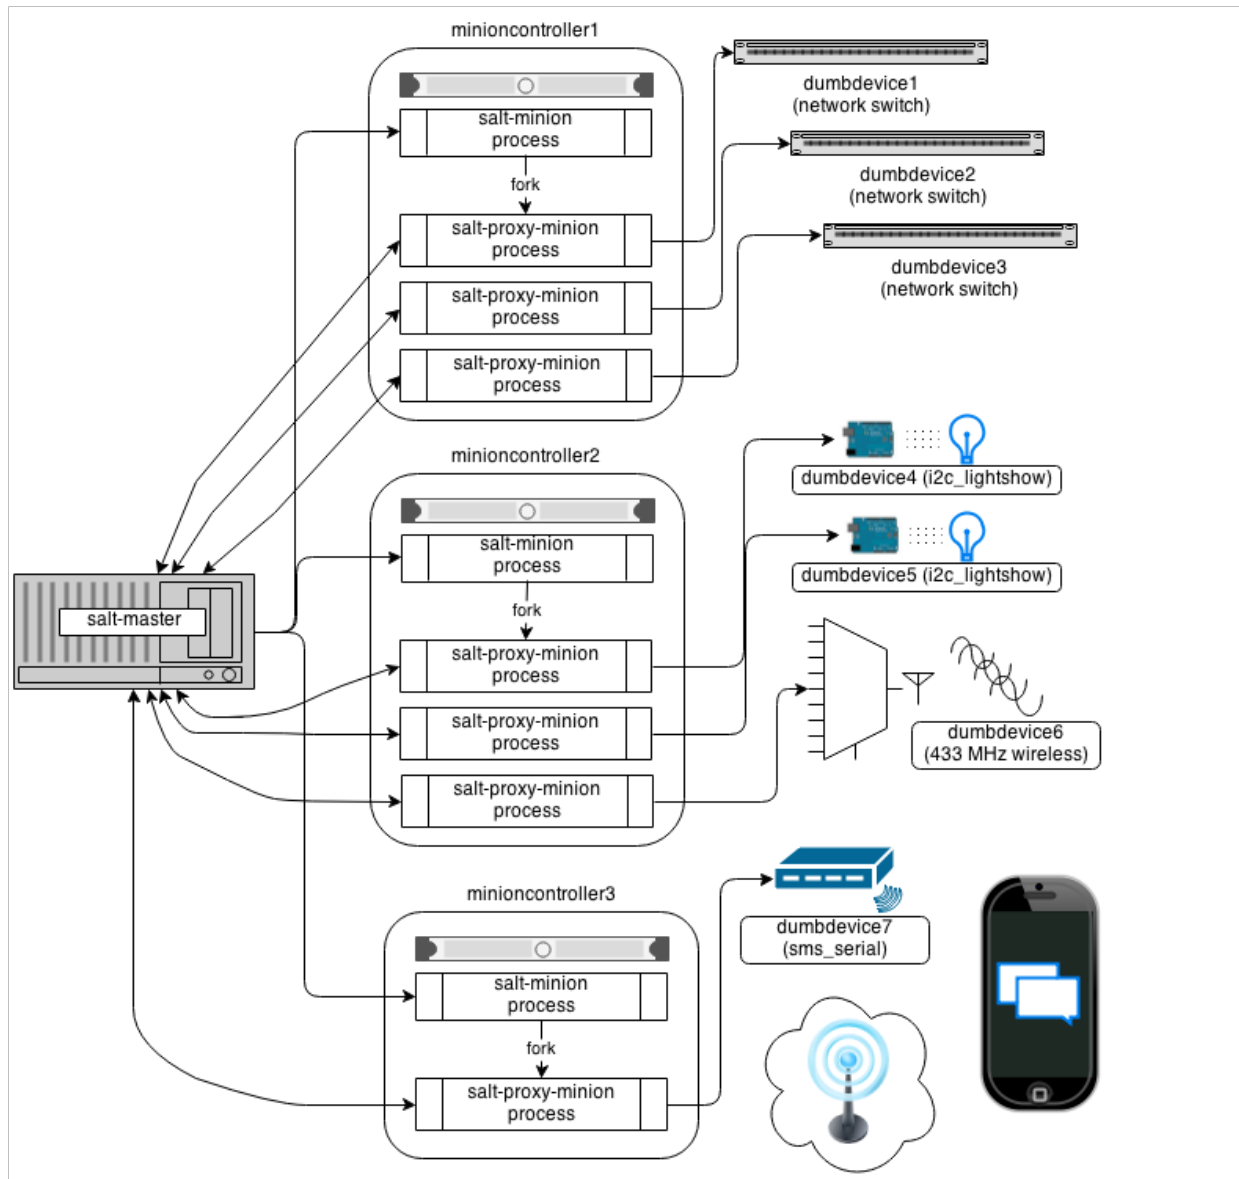 minioncontroller1
salt-minion
process
fork
salt-proxy-minion
process
salt-proxy-minion
process
salt-proxy-minion
process
dumbdevice1
(network switch)
dumbdevice2
(network switch)
dumbdevice3
(network switch)
minioncontroller2
salt-minion
process
fork
salt-proxy-minion
process
salt-proxy-minion
process
salt-proxy-minion
process
dumbdevice4 (i2c_lightshow)
dumbdevice5 (i2c_lightshow)
dumbdevice6
(433 MHz wireless)
salt-master
minioncontroller3
salt-minion
process
fork
salt-proxy-minion
process
dumbdevice7
(sms_serial)